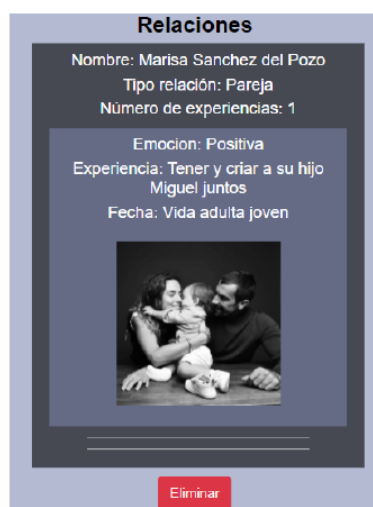 Relaciones
Nombre: Marisa Sanchez del Pozo
Tipo relación: Pareja
Número de experiencias: 1
Emocion: Positiva
Experiencia: Tener y criar a su hijo
Miguel juntos
Fecha: Vida adulta joven
Eliminar